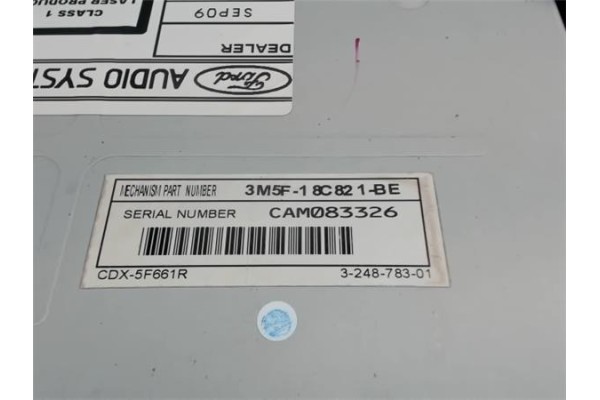 CLASS 1
LASER PRODUC
SEP09
DEALER
AUDIO SYST
Ford
MECHANISM PART NUMBER 3M5F-18C821-BE
SERIAL NUMBER CAM083326
CDX-5F661R 3-248-783-01